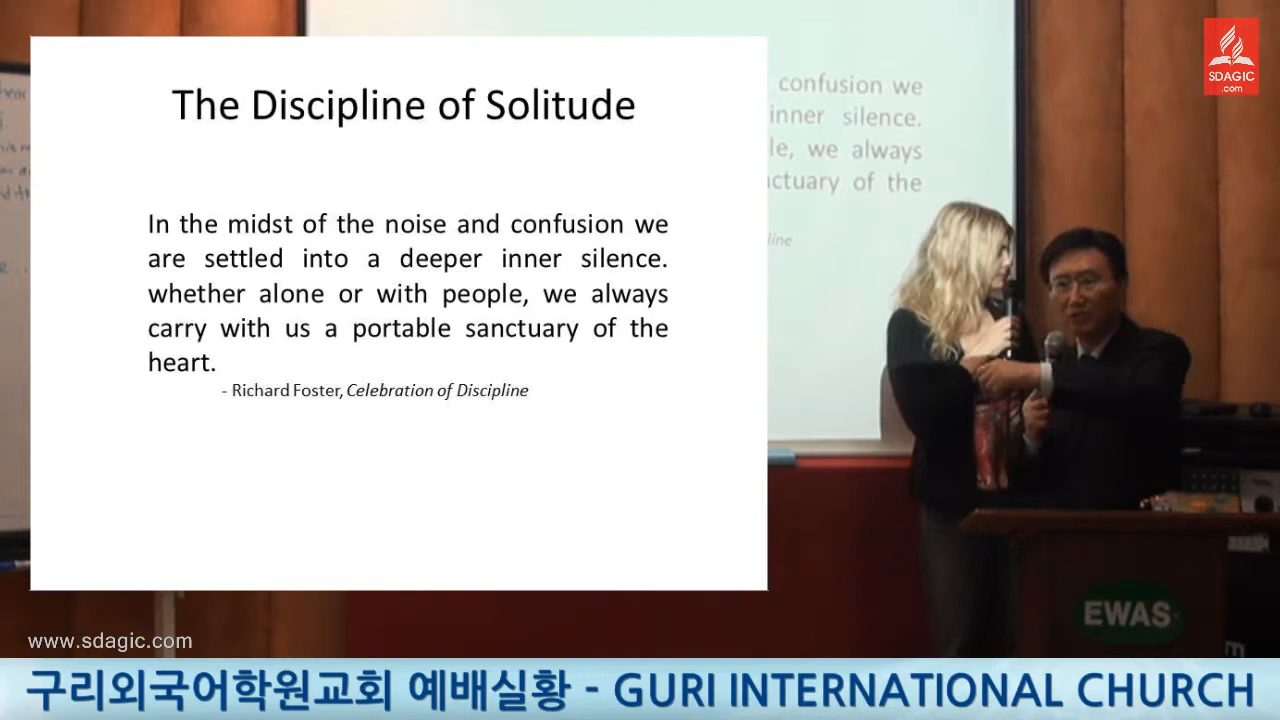 The Discipline of Solitude
In the midst of the noise and confusion we
are settled into a deeper inner silence.
whether alone or with people, we always
carry with us a portable sanctuary of the
heart.
- Richard Foster, Celebration of Discipline
confusion we
inner silence.
le, we always
nctuary of the
line
SDAGIC
.com
EWAS
www.sdagic.com
구리외국어학원교회 예배실황 - GURI INTERNATIONAL CHURCH